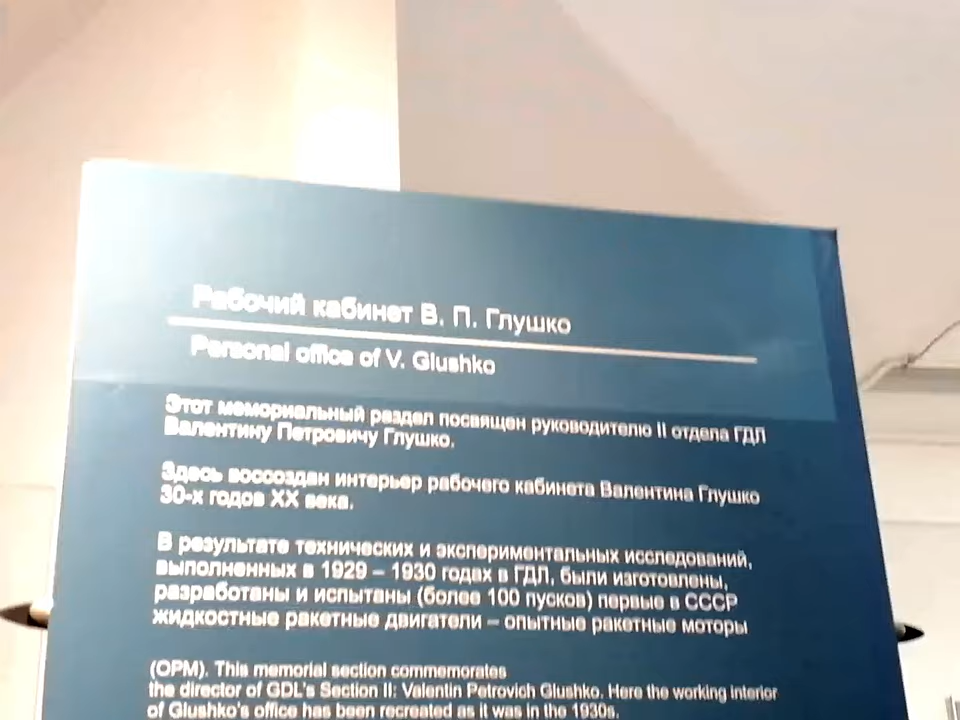 Рабочий кабинет В. П. Глушко
Personal office of V. Glushko
Этот мемориальный раздел посвящен руководителю II отдела ГДЛ
Валентину Петровичу Глушко.
Здесь воссоздан интерьер рабочего кабинета Валентина Глушко
30-х годов XX века.
В результате технических и экспериментальных исследований,
выполненных в 1929 – 1930 годах в ГДЛ, были изготовлены,
разработаны и испытаны (более 100 пусков) первые в СССР
жидкостные ракетные двигатели – опытные ракетные моторы
(ОРМ). This memorial section commemorates
the director of GDL's Section II: Valentin Petrovich Glushko. Here the working interior
of Glushko's office has been recreated as it was in the 1930s.